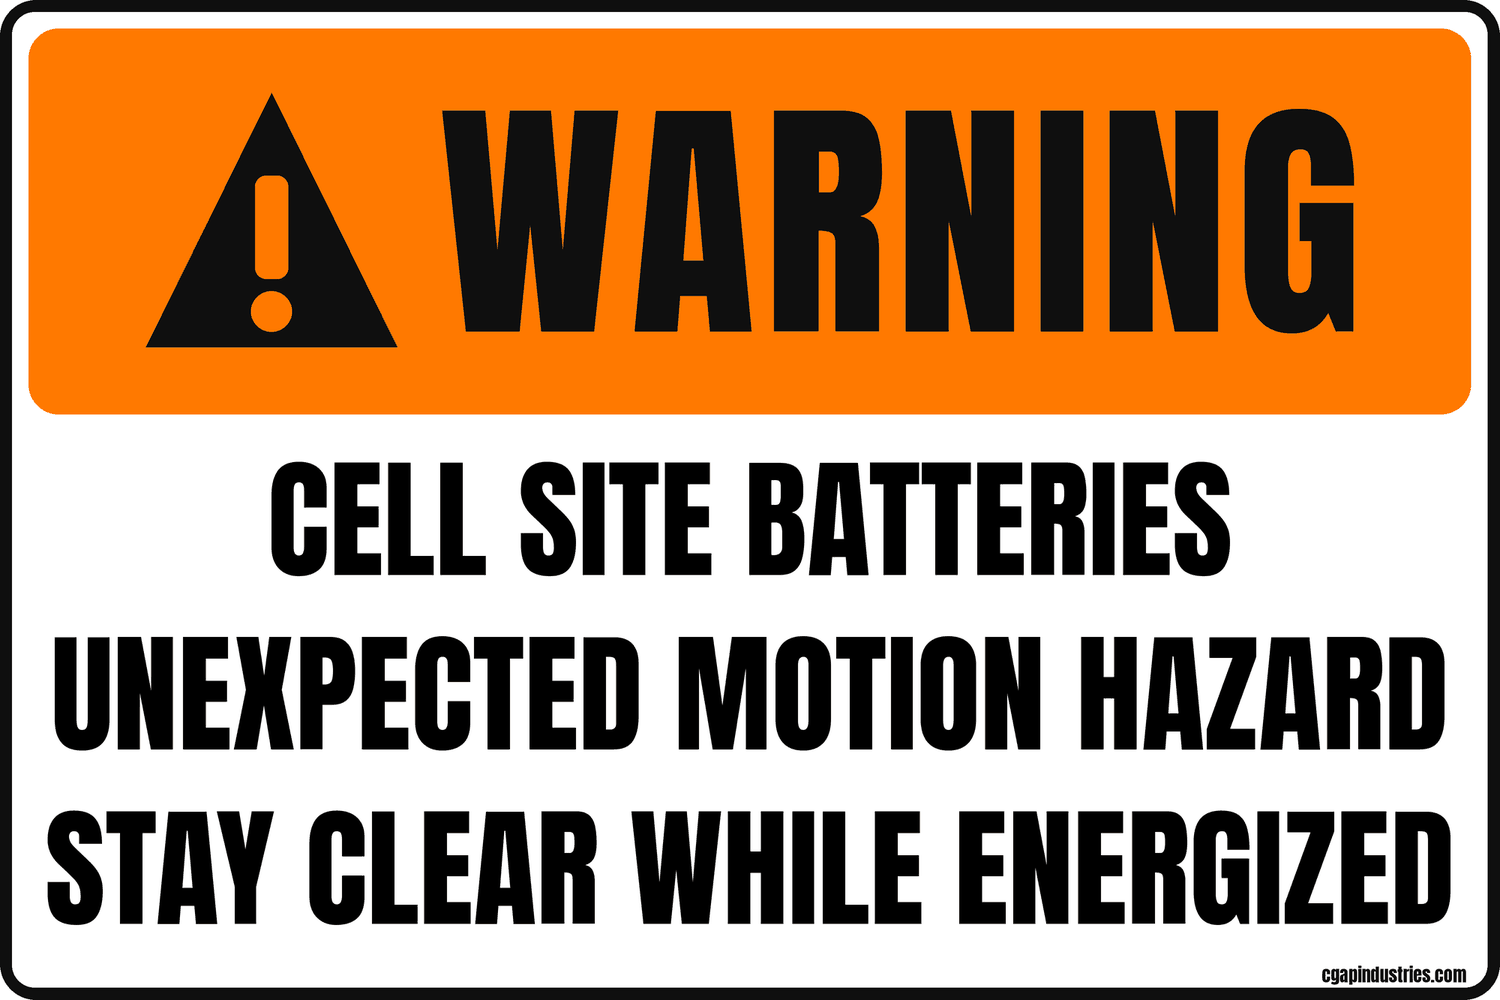 WARNING
CELL SITE BATTERIES
UNEXPECTED MOTION HAZARD
STAY CLEAR WHILE ENERGIZED
cgapindustries.com